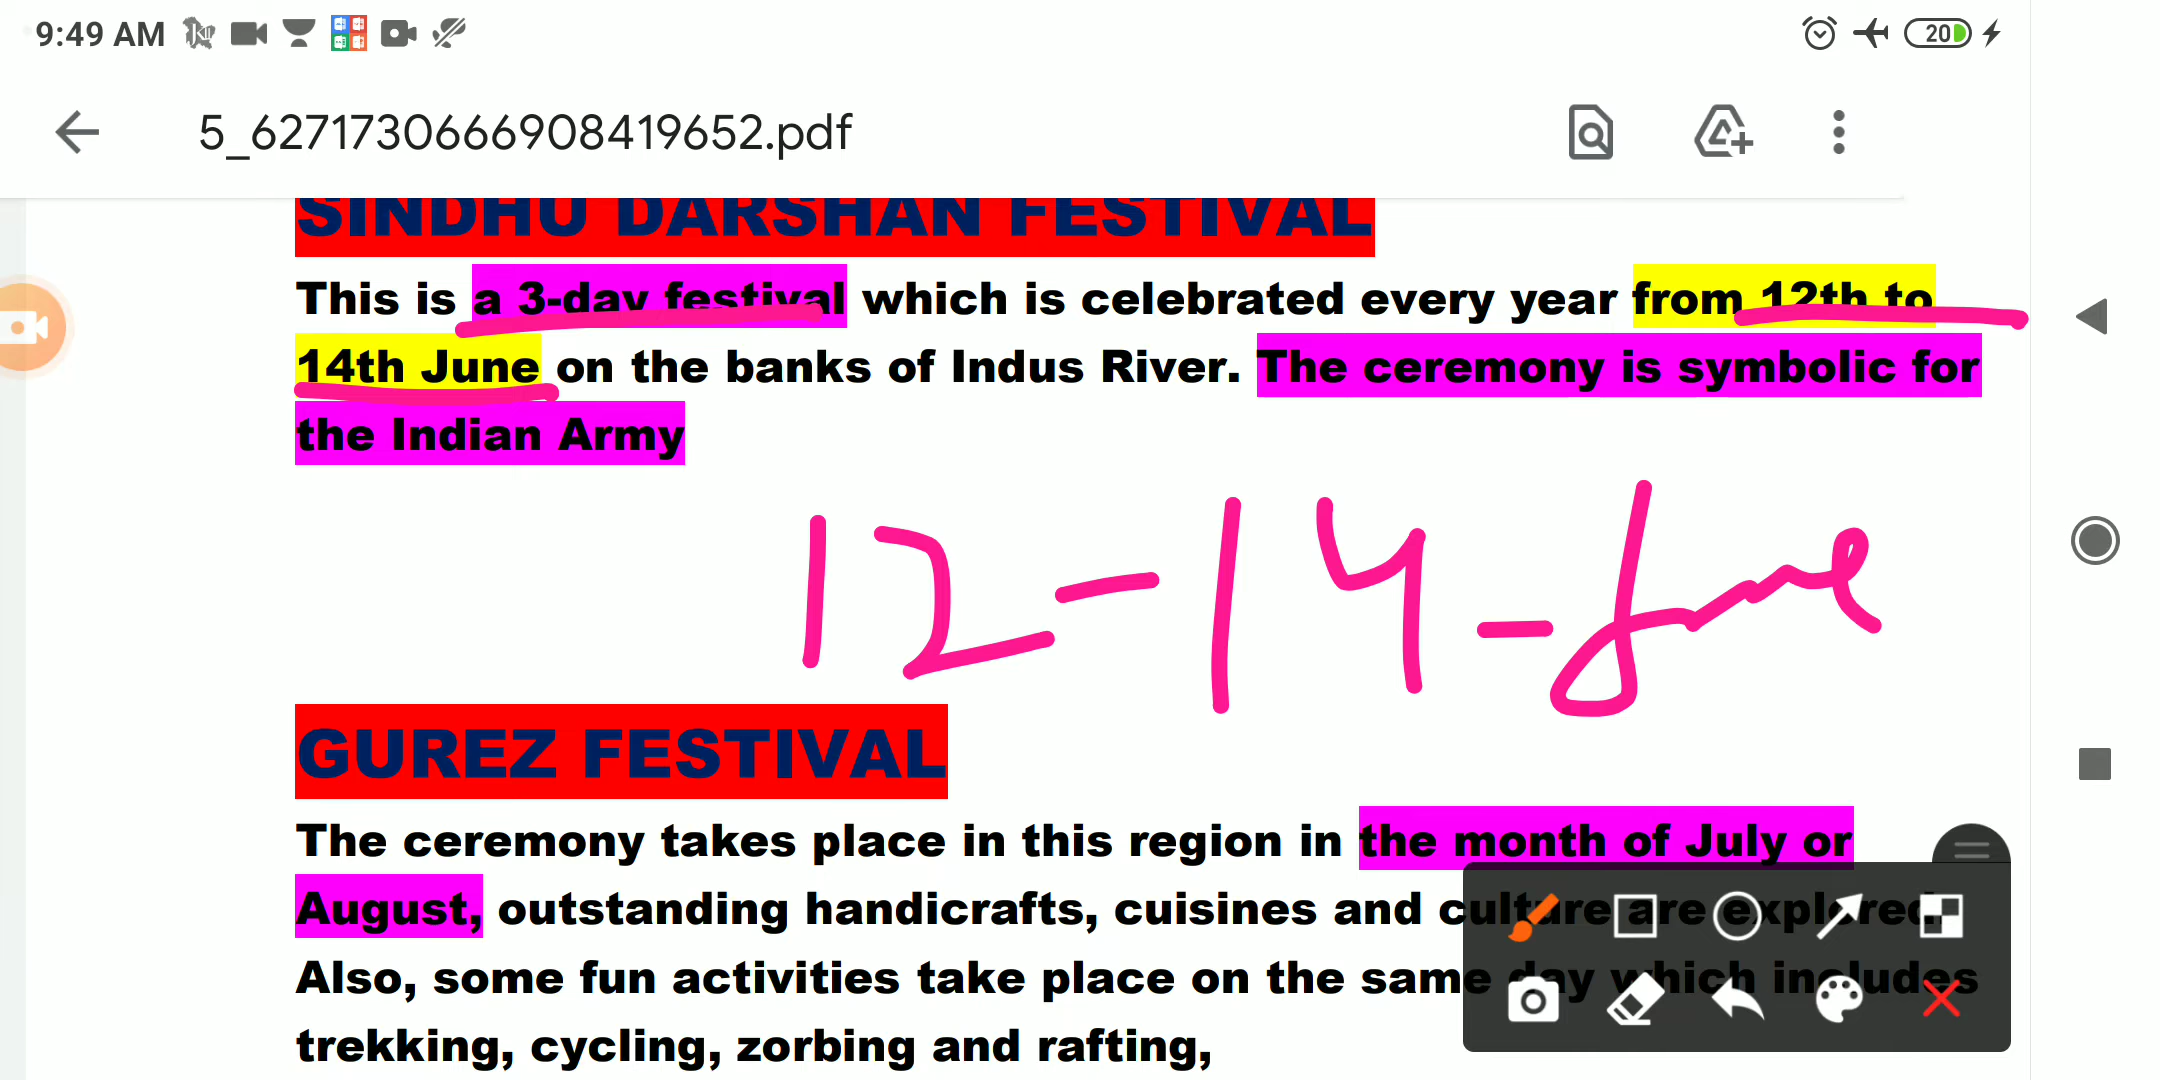 9:49 AM
20
5_6271730666908419652.pdf
SINDHU DARSHAN FESTIVAL
This is a 3-day festival which is celebrated every year from 12th to
14th June on the banks of Indus River. The ceremony is symbolic for
the Indian Army
12-14-June
GUREZ FESTIVAL
The ceremony takes place in this region in the month of July or
August, outstanding handicrafts, cuisines and culture are explored
Also, some fun activities take place on the same day which includes
trekking, cycling, zorbing and rafting,